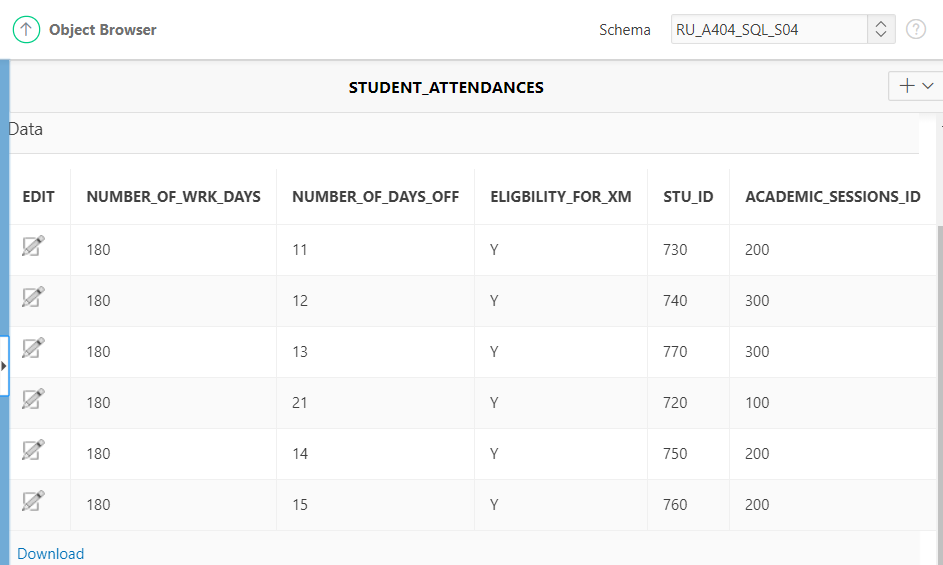 Object Browser Schema RU_A404_SQL_S04 ?
STUDENT_ATTENDANCES
Data
EDIT NUMBER_OF_WRK_DAYS NUMBER_OF_DAYS_OFF ELIGBILITY_FOR_XM STU_ID ACADEMIC_SESSIONS_ID
180 11 Y 730 200
180 12 Y 740 300
180 13 Y 770 300
180 21 Y 720 100
180 14 Y 750 200
180 15 Y 760 200
Download